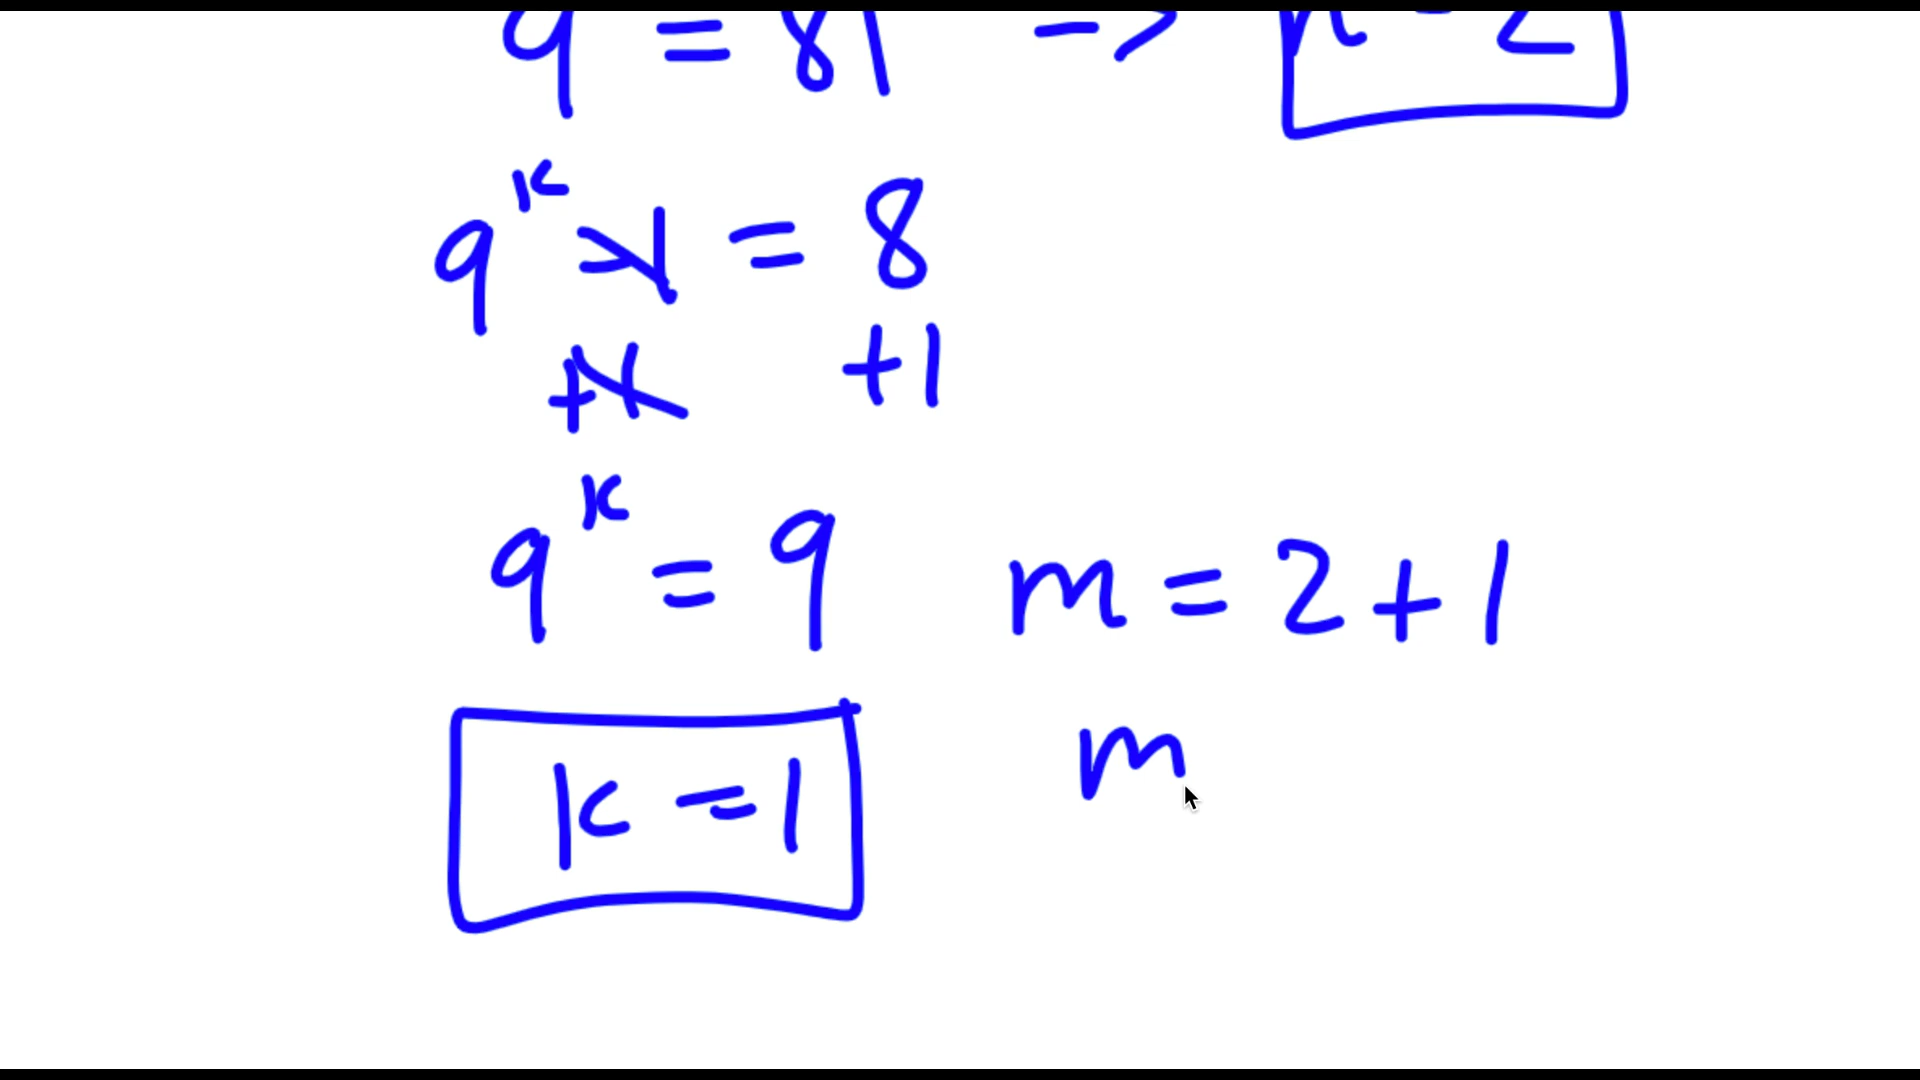 9 = 81 -> n = 2
9^k - 1 = 8
+1 +1
9^k = 9 m = 2 + 1
k = 1 m